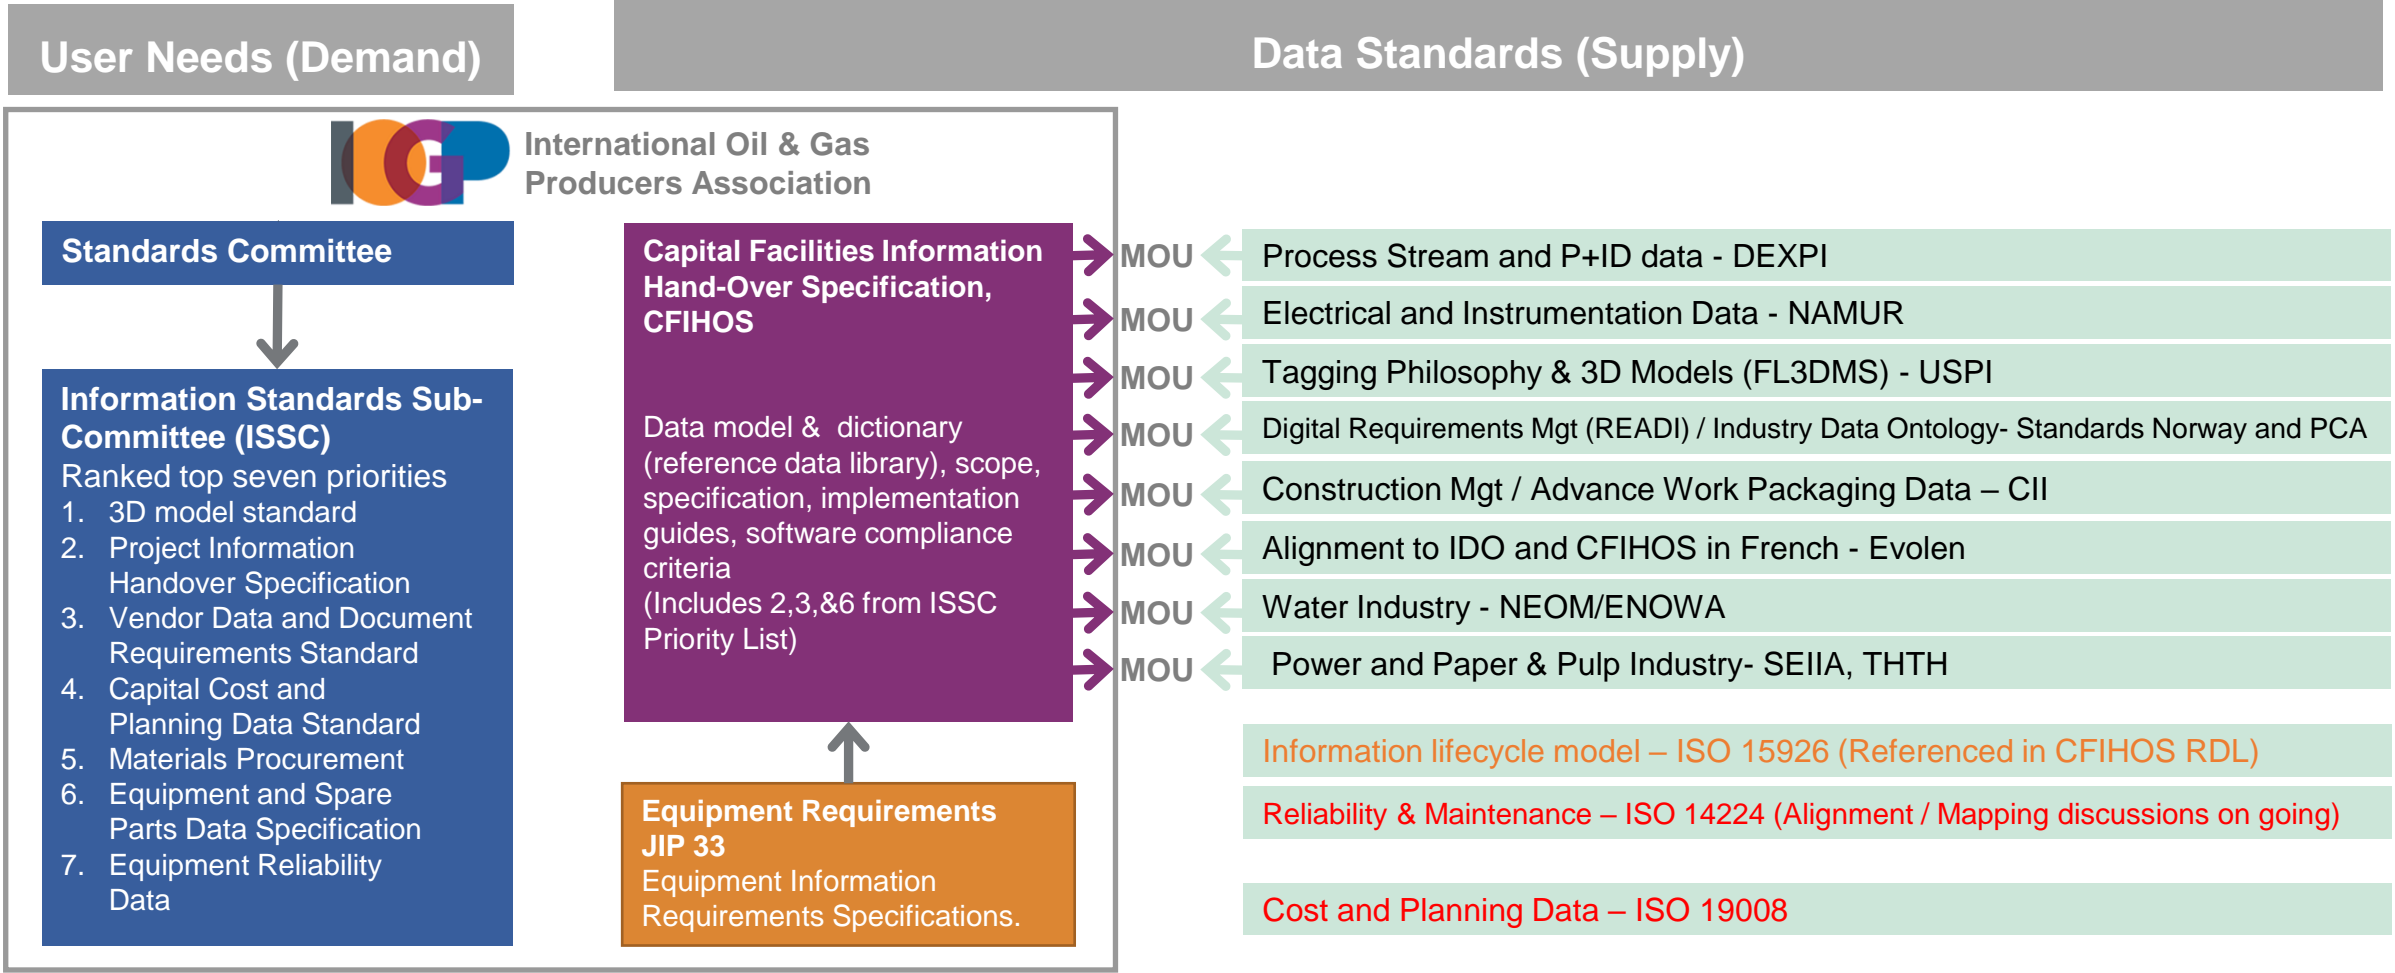 User Needs (Demand)
Data Standards (Supply)
IOGP
International Oil & Gas
Producers Association
Standards Committee
Information Standards Sub-
Committee (ISSC)
Ranked top seven priorities
1. 3D model standard
2. Project Information
Handover Specification
3. Vendor Data and Document
Requirements Standard
4. Capital Cost and
Planning Data Standard
5. Materials Procurement
6. Equipment and Spare
Parts Data Specification
7. Equipment Reliability
Data
Capital Facilities Information
Hand-Over Specification,
CFIHOS
Data model & dictionary
(reference data library), scope,
specification, implementation
guides, software compliance
criteria
(Includes 2,3,&6 from ISSC
Priority List)
Equipment Requirements
JIP 33
Equipment Information
Requirements Specifications.
MOU
Process Stream and P+ID data - DEXPI
MOU
Electrical and Instrumentation Data - NAMUR
MOU
Tagging Philosophy & 3D Models (FL3DMS) - USPI
MOU
Digital Requirements Mgt (READI) / Industry Data Ontology- Standards Norway and PCA
MOU
Construction Mgt / Advance Work Packaging Data – CII
MOU
Alignment to IDO and CFIHOS in French - Evolen
MOU
Water Industry - NEOM/ENOWA
MOU
Power and Paper & Pulp Industry- SEIIA, THTH
Information lifecycle model – ISO 15926 (Referenced in CFIHOS RDL)
Reliability & Maintenance – ISO 14224 (Alignment / Mapping discussions on going)
Cost and Planning Data – ISO 19008